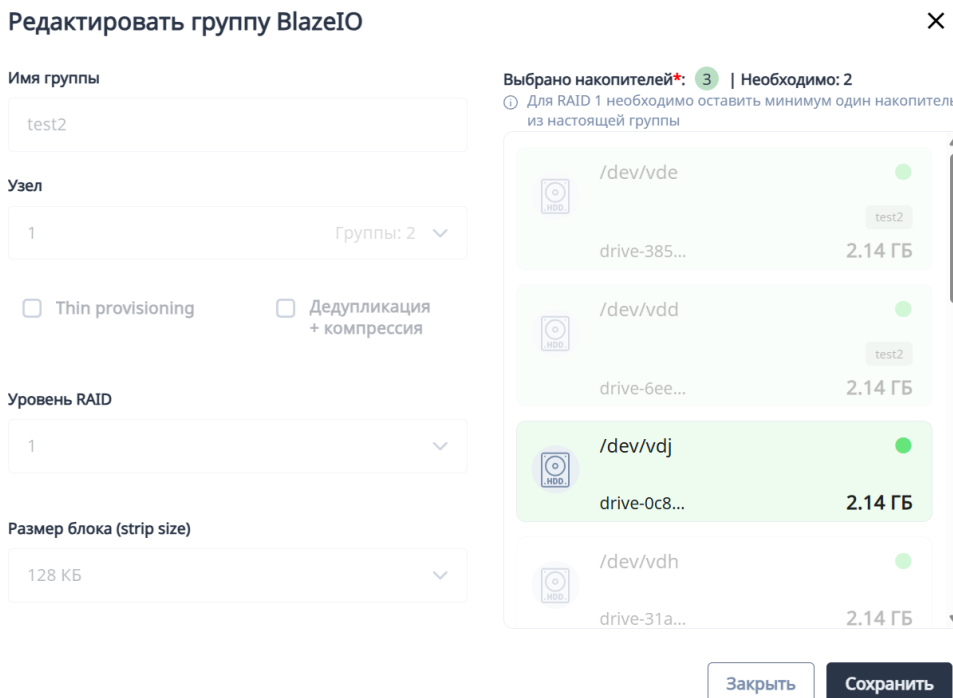 Редактировать группу BlazeIO
Имя группы
test2
Узел
1 Группы: 2
Thin provisioning
Дедупликация
+ компрессия
Уровень RAID
1
Размер блока (strip size)
128 КБ
Выбрано накопителей*: 3 | Необходимо: 2
Для RAID 1 необходимо оставить минимум один накопитель
из настоящей группы
/dev/vde
HDD
test2
drive-385... 2.14 ГБ
/dev/vdd
HDD
test2
drive-6ee... 2.14 ГБ
/dev/vdj
HDD
drive-0c8... 2.14 ГБ
/dev/vdh
HDD
drive-31a... 2.14 ГБ
Закрыть Сохранить